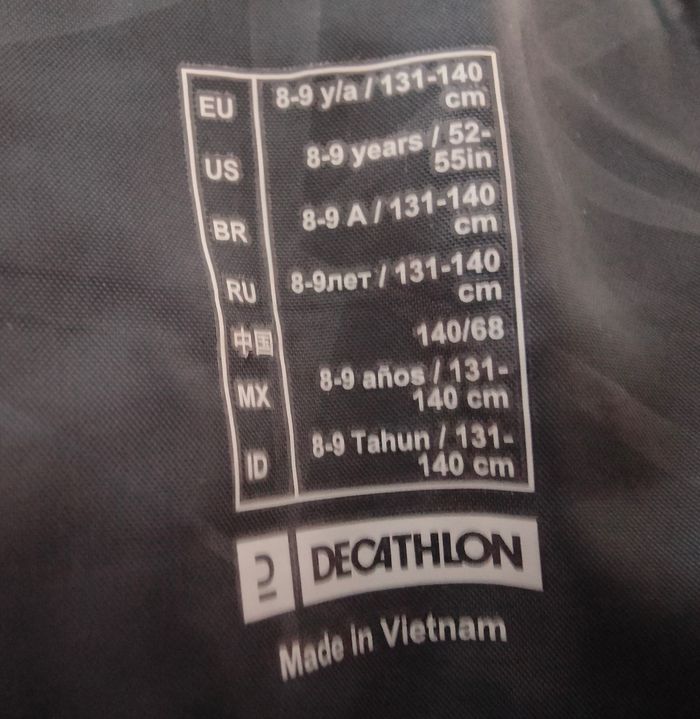 EU 8-9 y/a / 131-140
cm
US 8-9 years / 52-
55in
BR 8-9 A / 131-140
cm
RU 8-9лет / 131-140
cm
中国 140/68
MX 8-9 años / 131-
140 cm
ID 8-9 Tahun / 131-
140 cm
DECATHLON
Made in Vietnam